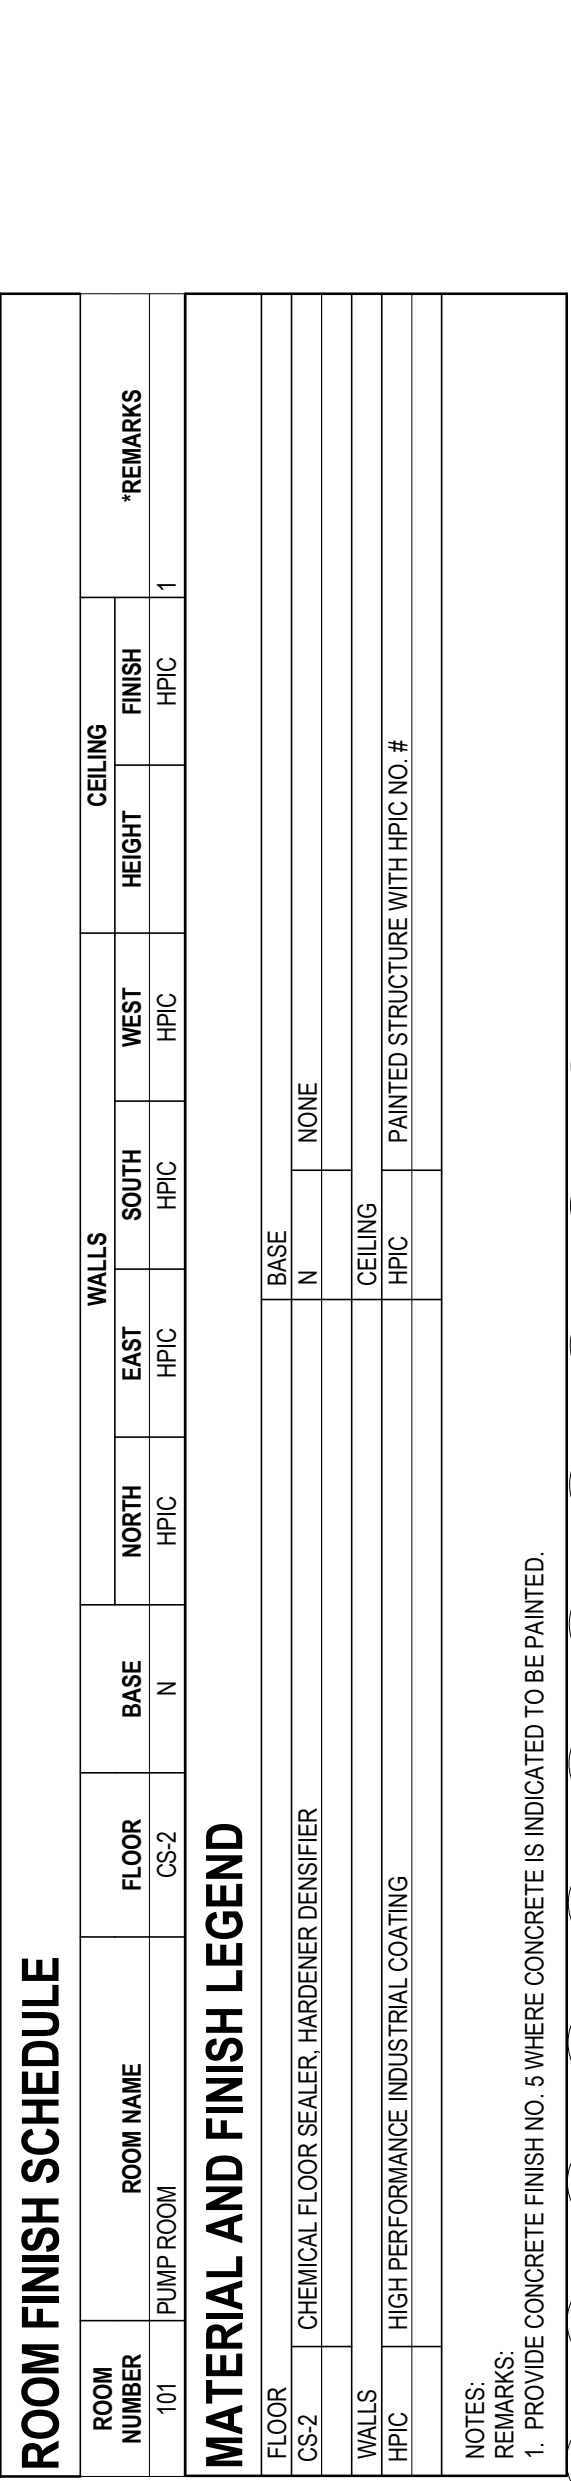 ROOM FINISH SCHEDULE
ROOM NUMBER ROOM NAME FLOOR BASE WALLS CEILING *REMARKS
NORTH EAST SOUTH WEST HEIGHT FINISH
101 PUMP ROOM CS-2 N HPIC HPIC HPIC HPIC HPIC 1
MATERIAL AND FINISH LEGEND
FLOOR BASE
CS-2 CHEMICAL FLOOR SEALER, HARDENER DENSIFIER N NONE
WALLS CEILING
HPIC HIGH PERFORMANCE INDUSTRIAL COATING HPIC PAINTED STRUCTURE WITH HPIC NO. #
NOTES:
REMARKS:
1. PROVIDE CONCRETE FINISH NO. 5 WHERE CONCRETE IS INDICATED TO BE PAINTED.